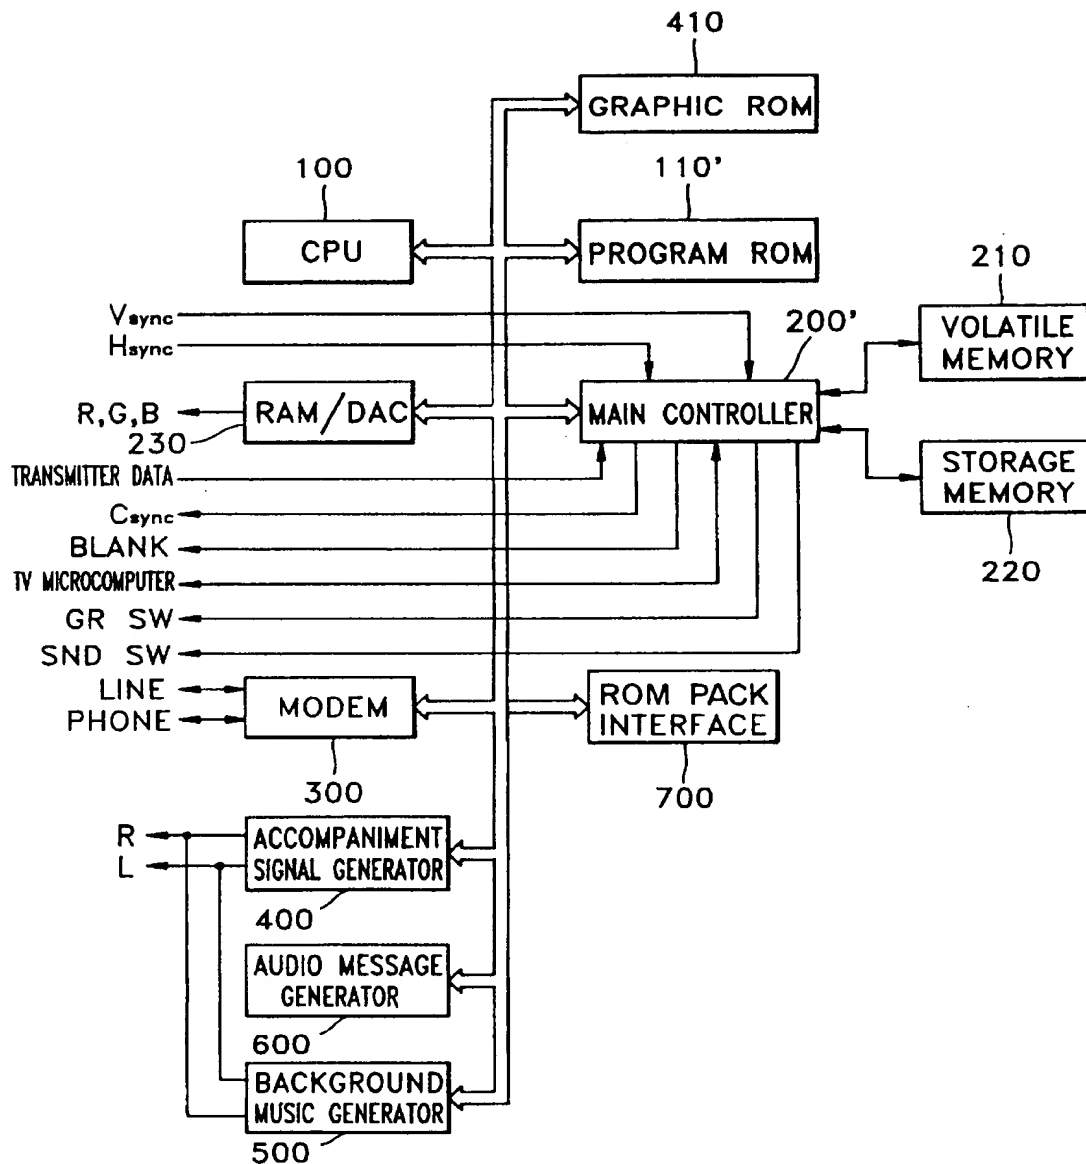 410
GRAPHIC ROM
100
110'
CPU
PROGRAM ROM
210
Vsync
200'
VOLATILE
MEMORY
Hsync
R,G,B
RAM/DAC
MAIN CONTROLLER
230
TRANSMITTER DATA
STORAGE
MEMORY
Csync
BLANK
TV MICROCOMPUTER
220
GR SW
SND SW
LINE
PHONE
MODEM
ROM PACK
INTERFACE
300
700
R
L
ACCOMPANIMENT
SIGNAL GENERATOR
400
AUDIO MESSAGE
GENERATOR
600
BACKGROUND
MUSIC GENERATOR
500